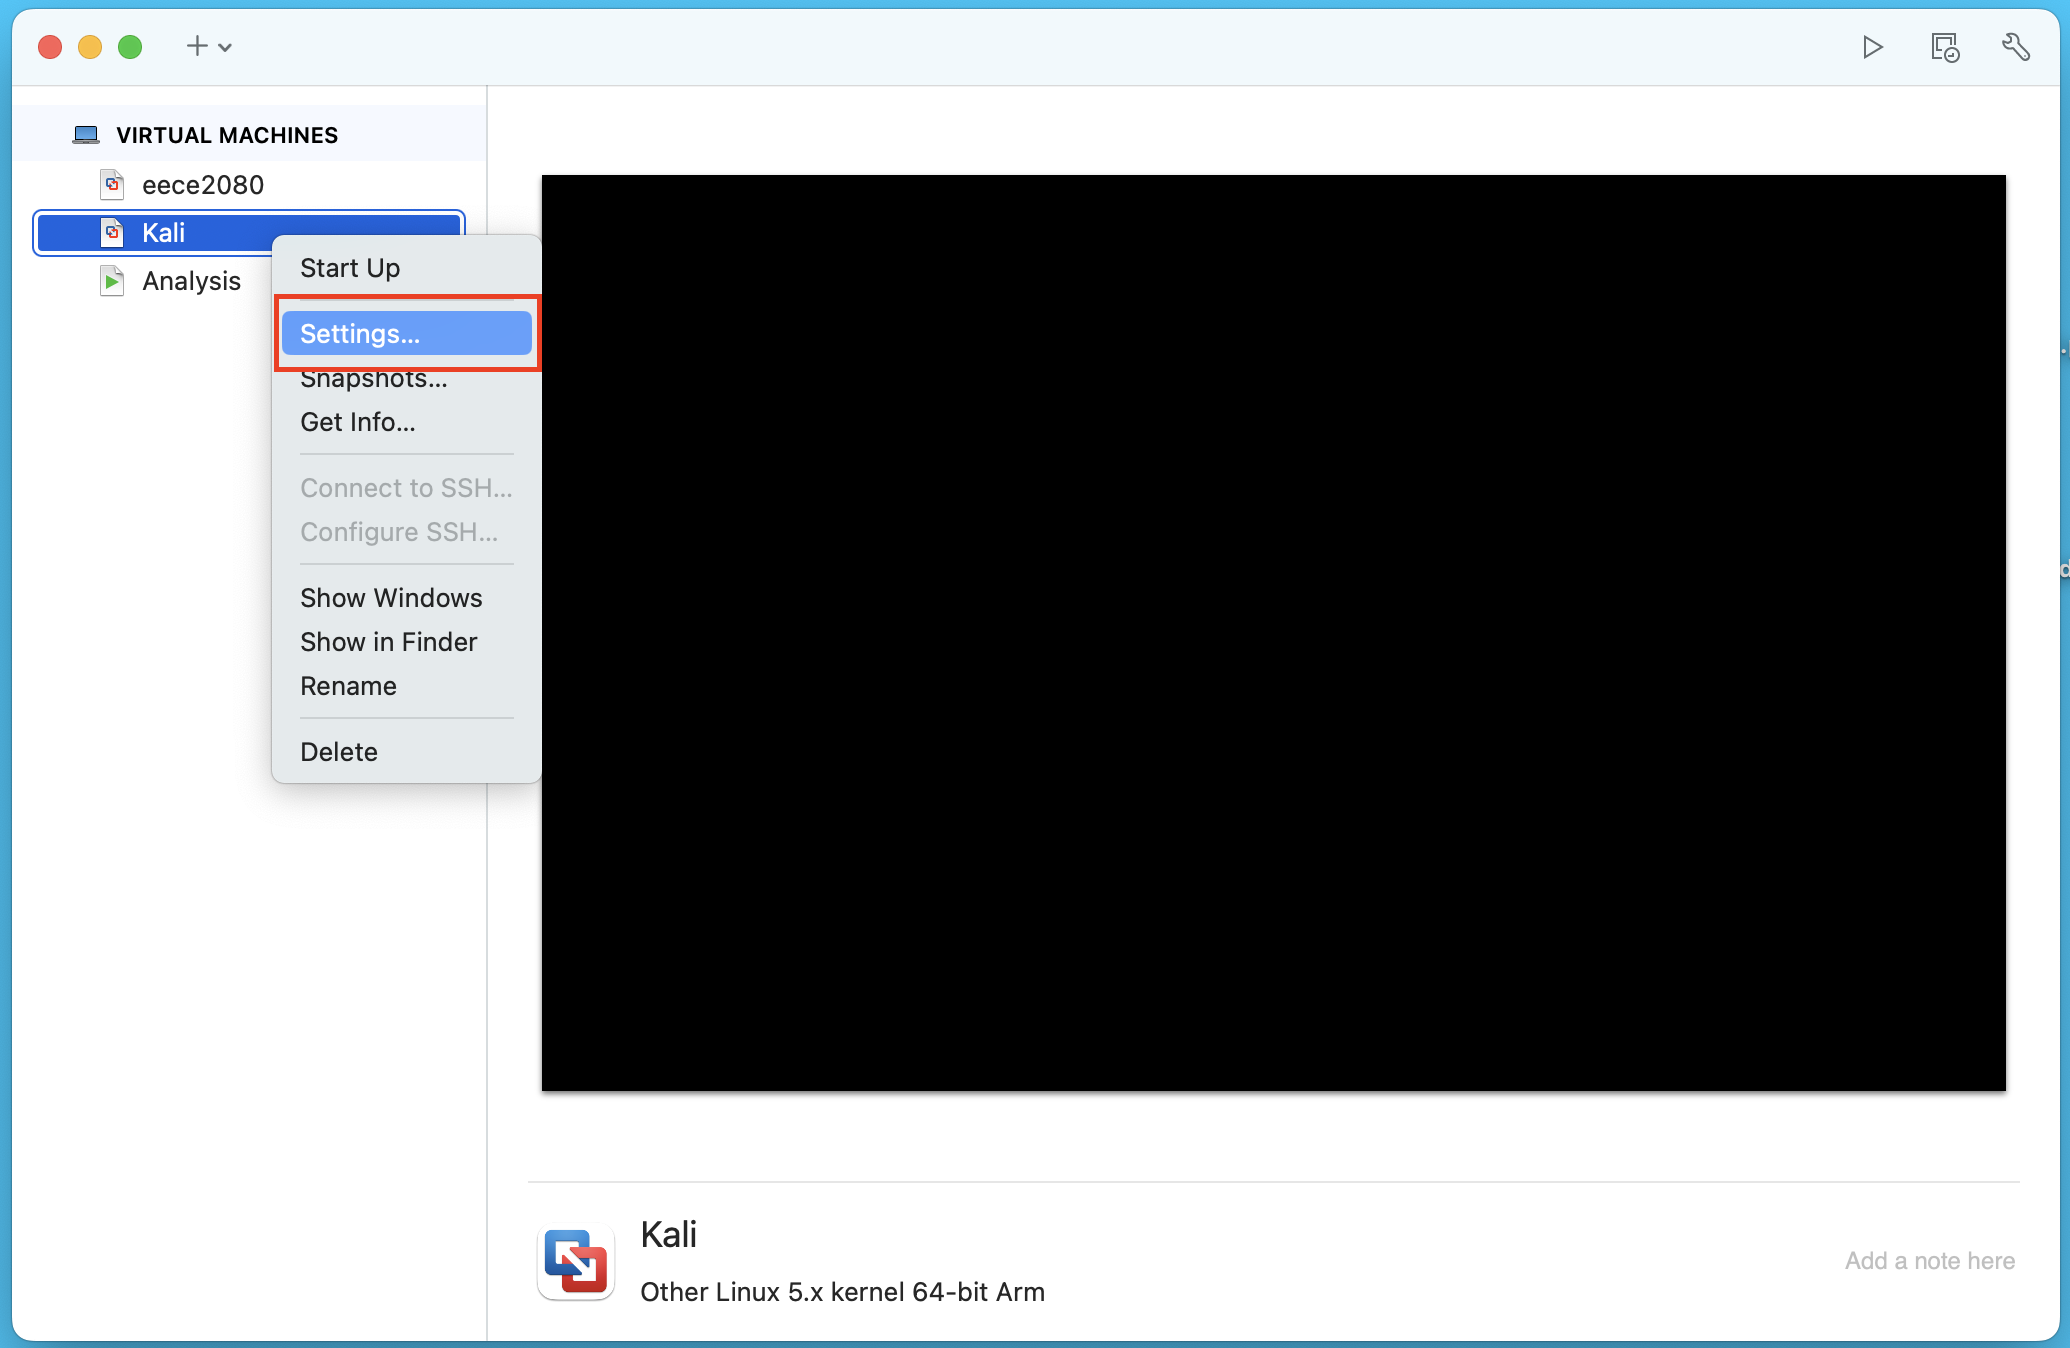 VIRTUAL MACHINES
eece2080
Kali
Analysis
Start Up
Settings...
Snapshots...
Get Info...
Connect to SSH...
Configure SSH...
Show Windows
Show in Finder
Rename
Delete
Kali
Other Linux 5.x kernel 64-bit Arm
Add a note here